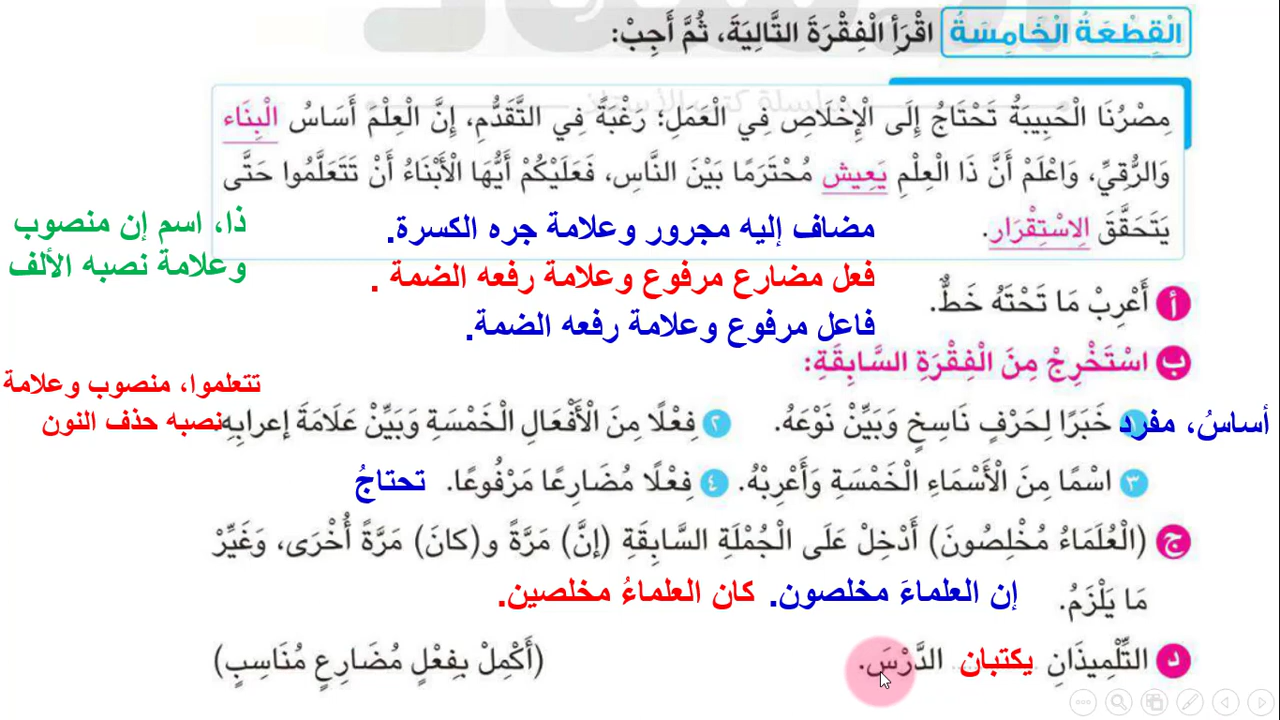 الْقِطْعَةُ الْخَامِسَةُ اقْرَأِ الْفِقْرَةَ التَّالِيَةَ، ثُمَّ أَجِبْ:
مِصْرُنَا الْحَبِيبَةُ تَحْتَاجُ إِلَى الْإِخْلَاصِ فِي الْعَمَلِ؛ رَغْبَةً فِي التَّقَدُّمِ، إِنَّ الْعِلْمَ أَسَاسُ الْبِنَاء
وَالرُّقِيِّ، وَاعْلَمْ أَنَّ ذَا الْعِلْمِ يَعِيش مُحْتَرَمًا بَيْنَ النَّاسِ، فَعَلَيْكُمْ أَيُّهَا الْأَبْنَاءُ أَنْ تَتَعَلَّمُوا حَتَّى
يَتَحَقَّقَ الِاسْتِقْرَار.
مضاف إليه مجرور وعلامة جره الكسرة.
ذا، اسم إن منصوب
وعلامة نصبه الألف
فعل مضارع مرفوع وعلامة رفعه الضمة .
أ أَعْرِبْ مَا تَحْتَهُ خَطٌّ.
فاعل مرفوع وعلامة رفعه الضمة.
ب اسْتَخْرِجْ مِنَ الْفِقْرَةِ السَّابِقَةِ:
تتعلموا، منصوب وعلامة
نصبه حذف النون
أساسُ، مفرد
خَبَرًا لِحَرْفٍ نَاسِخٍ وَبَيِّنْ نَوْعَهُ. ٢ فِعْلًا مِنَ الْأَفْعَالِ الْخَمْسَةِ وَبَيِّنْ عَلَامَةَ إعرابِهِ
٣ اسْمًا مِنَ الْأَسْمَاءِ الْخَمْسَةِ وَأَعْرِبْهُ. ٤ فِعْلًا مُضَارِعًا مَرْفُوعًا. تحتاجُ
ج (الْعُلَمَاءُ مُخْلِصُونَ) أَدْخِلْ عَلَى الْجُمْلَةِ السَّابِقَةِ (إِنَّ) مَرَّةً و(كانَ) مَرَّةً أُخْرَى، وَغَيِّرْ
مَا يَلْزَمُ. إن العلماءَ مخلصون. كان العلماءُ مخلصين.
د التِّلْمِيذَانِ يكتبان الدَّرْسَ. (أَكْمِلْ بِفِعْلٍ مُضَارِعٍ مُنَاسِبٍ)